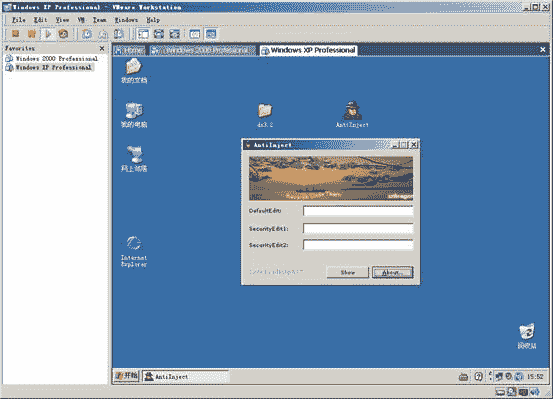 Windows XP Professional - VMware Workstation
File Edit View VM Team Windows Help
Favorites
Windows 2000 Professional
Windows XP Professional
Home
Windows 2000 Professional
Windows XP Professional
我的文档
我的电脑
ds3.2
AntiInject
网上邻居
AntiInject
DefaultEdit:
SecurityEdit1:
SecurityEdit2:
Show
About...
Internet
Explorer
回收站
开始
AntiInject
15:52